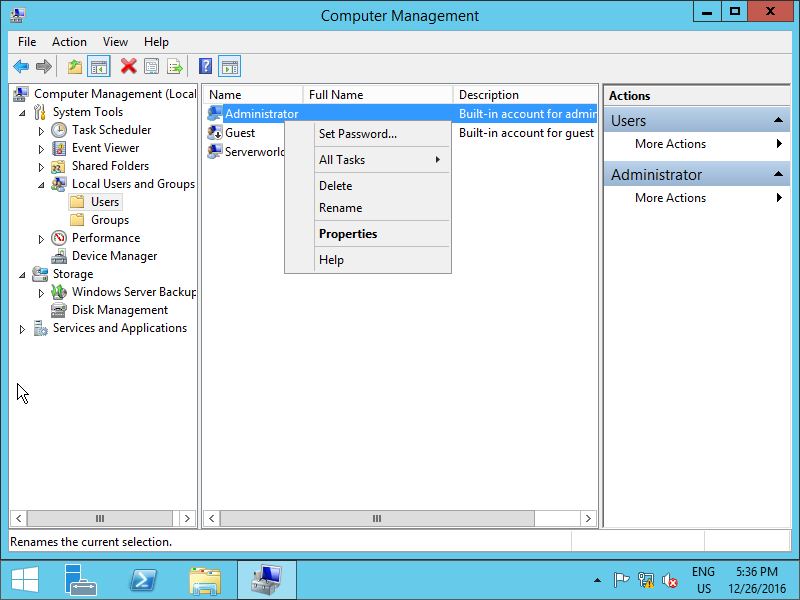 Computer Management
File Action View Help
Computer Management (Local
System Tools
Task Scheduler
Event Viewer
Shared Folders
Local Users and Groups
Users
Groups
Performance
Device Manager
Storage
Windows Server Backup
Disk Management
Services and Applications
Name Full Name Description
Administrator Built-in account for admin
Guest Built-in account for guest
Serverworld
Set Password...
All Tasks
Delete
Rename
Properties
Help
Actions
Users
More Actions
Administrator
More Actions
Renames the current selection.
ENG 5:36 PM
US 12/26/2016